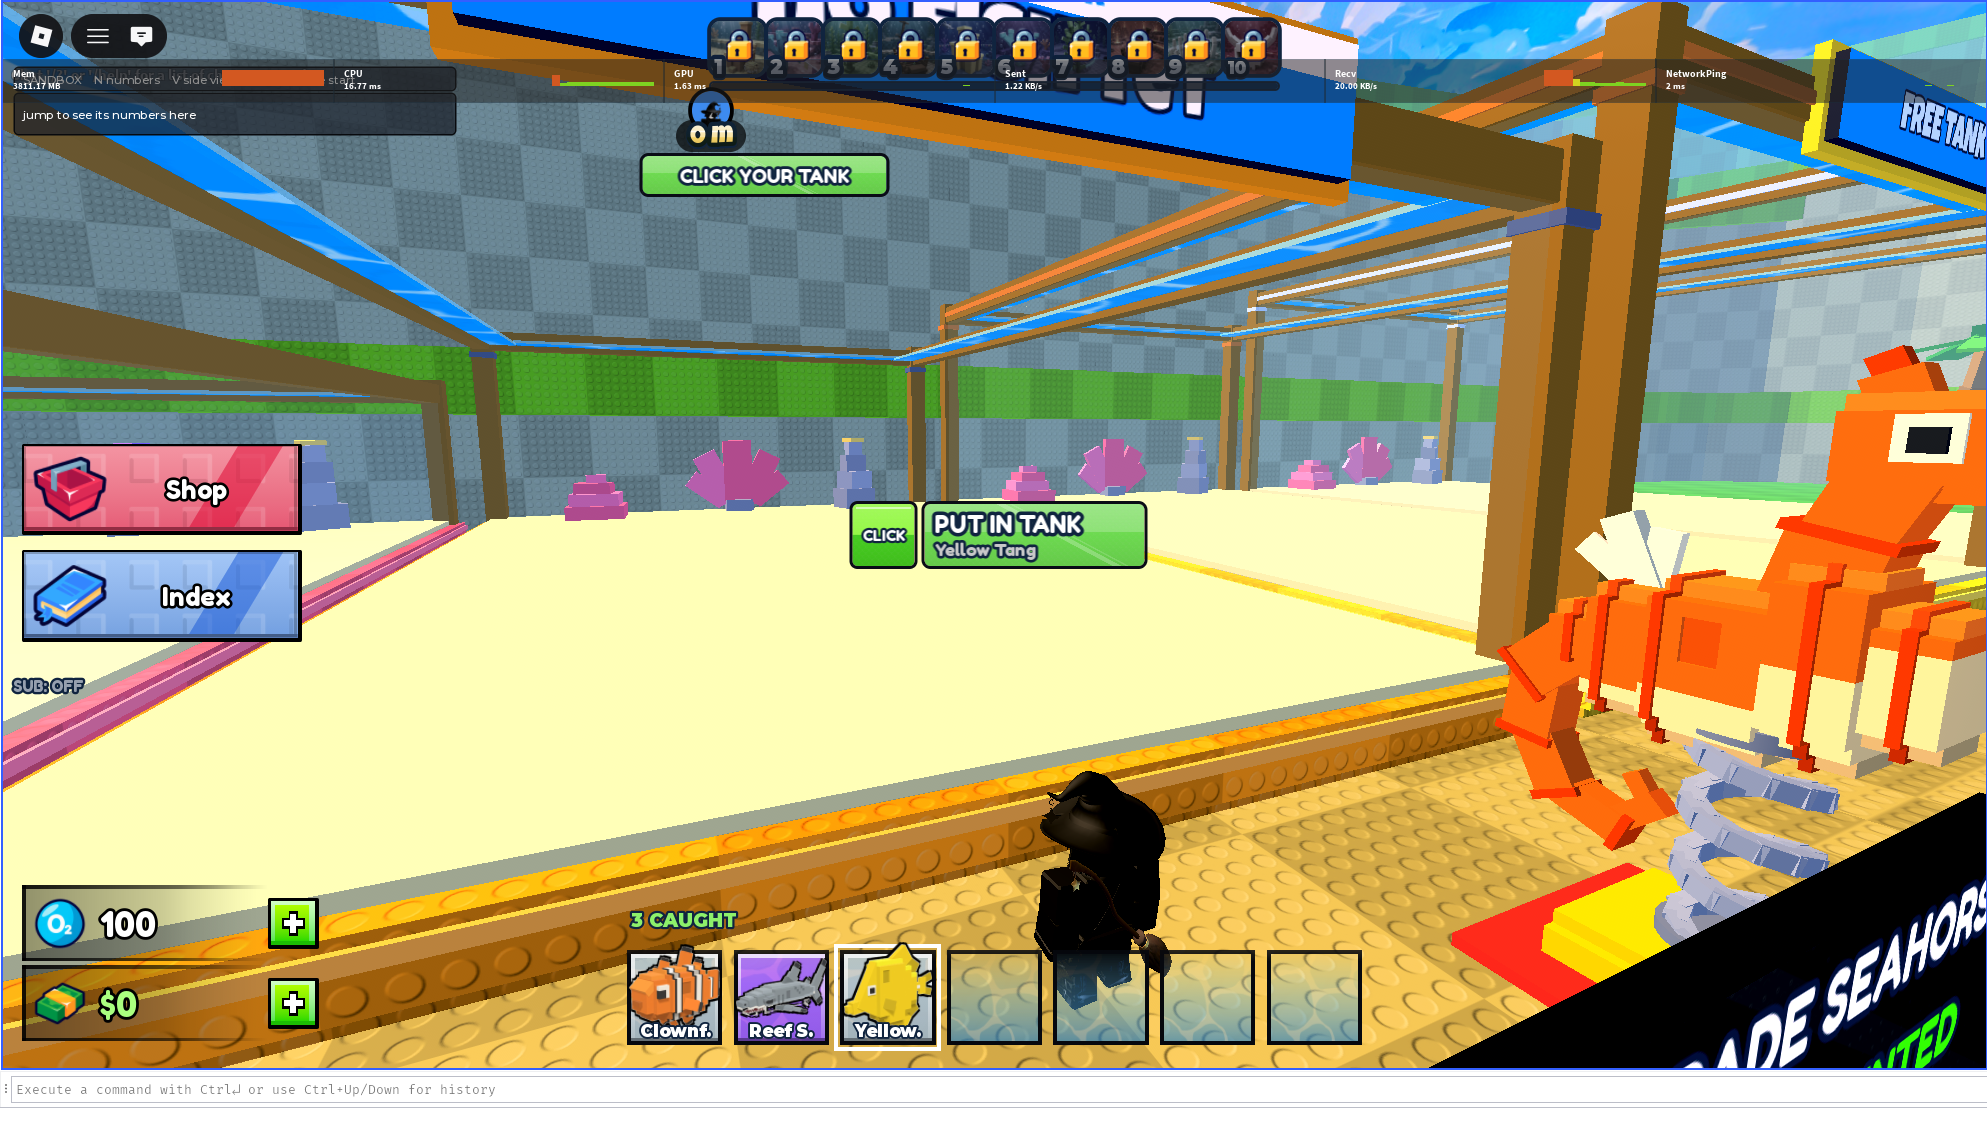 1 2 3 4 5 6 7 8 9 10
Mem
3811.17 MB
CPU
16.77 ms
GPU
1.63 ms
Sent
1.22 KB/s
Recv
20.00 KB/s
NetworkPing
2 ms
SANDBOX N numbers V side start
jump to see its numbers here
0 m
CLICK YOUR TANK
FREE TANK
Shop
CLICK
PUT IN TANK
Yellow Tang
Index
SUB: OFF
O2 100
$0
3 CAUGHT
Clownf.
Reef S.
Yellow.
SEAHORS
Execute a command with Ctrl↵ or use Ctrl+Up/Down for history